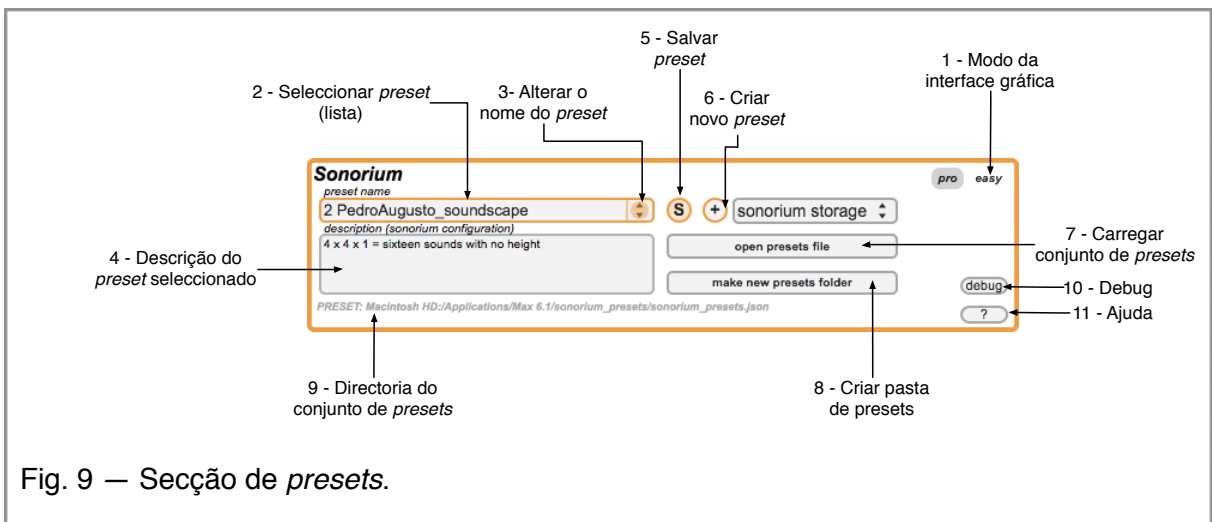 5 - Salvar
preset
1 - Modo da
interface gráfica
2 - Seleccionar preset
(lista)
3- Alterar o
nome do preset
6 - Criar
novo preset
Sonorium
pro easy
preset name
2 PedroAugusto_soundscape
S
+
sonorium storage
description (sonorium configuration)
4 x 4 x 1 = sixteen sounds with no height
open presets file
7 - Carregar
conjunto de presets
4 - Descrição do
preset seleccionado
make new presets folder
debug
10 - Debug
PRESET: Macintosh HD:/Applications/Max 6.1/sonorium_presets/sonorium_presets.json
?
11 - Ajuda
9 - Directoria do
conjunto de presets
8 - Criar pasta
de presets
Fig. 9 — Secção de presets.